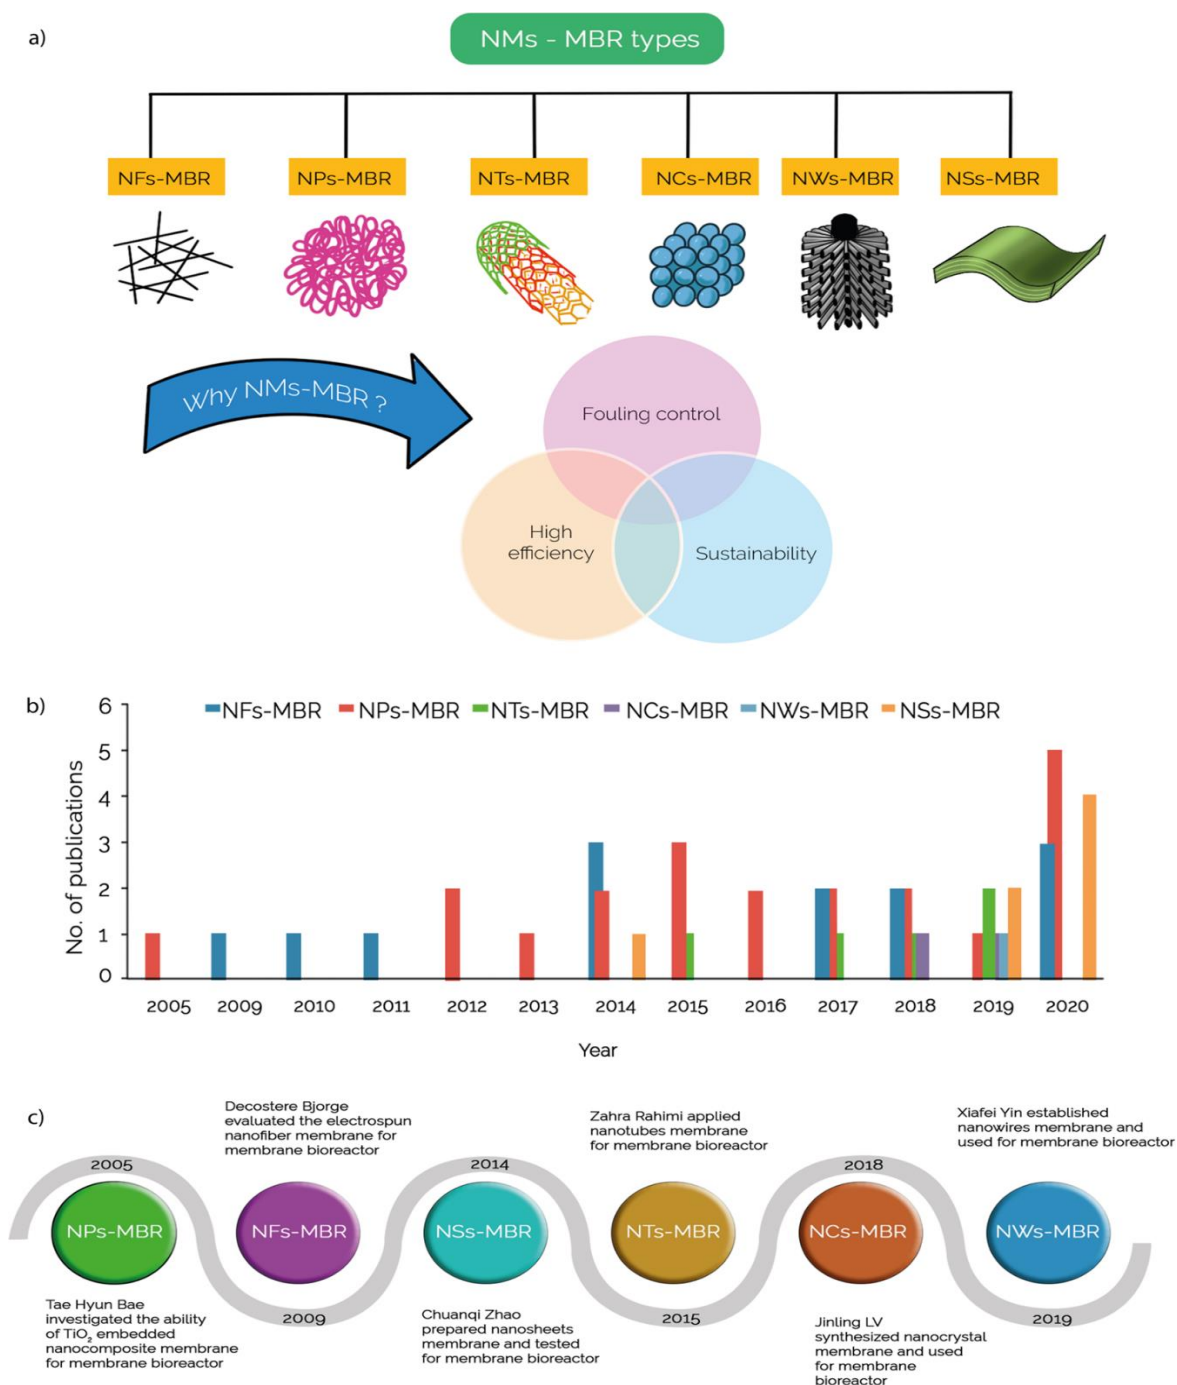 a)
NMs - MBR types
NFs-MBR
NPs-MBR
NTs-MBR
NCs-MBR
NWs-MBR
NSs-MBR
Why NMs-MBR ?
Fouling control
High
efficiency
Sustainability
b)
NFs-MBR
NPs-MBR
NTs-MBR
NCs-MBR
NWs-MBR
NSs-MBR
No. of publications
6
5
4
3
2
1
0
2005
2009
2010
2011
2012
2013
2014
2015
2016
2017
2018
2019
2020
Year
c)
2005
NPs-MBR
Tae Hyun Bae
investigated the ability
of TiO₂ embedded
nanocomposite membrane
for membrane bioreactor
Decostere Bjorge
evaluated the electrospun
nanofiber membrane for
membrane bioreactor
NFs-MBR
2009
2014
NSs-MBR
Chuanqi Zhao
prepared nanosheets
membrane and tested
for membrane bioreactor
Zahra Rahimi applied
nanotubes membrane
for membrane bioreactor
NTs-MBR
2015
2018
NCs-MBR
Jinling LV
synthesized nanocrystal
membrane and used
for membrane
bioreactor
Xiafei Yin established
nanowires membrane and
used for membrane bioreactor
NWs-MBR
2019